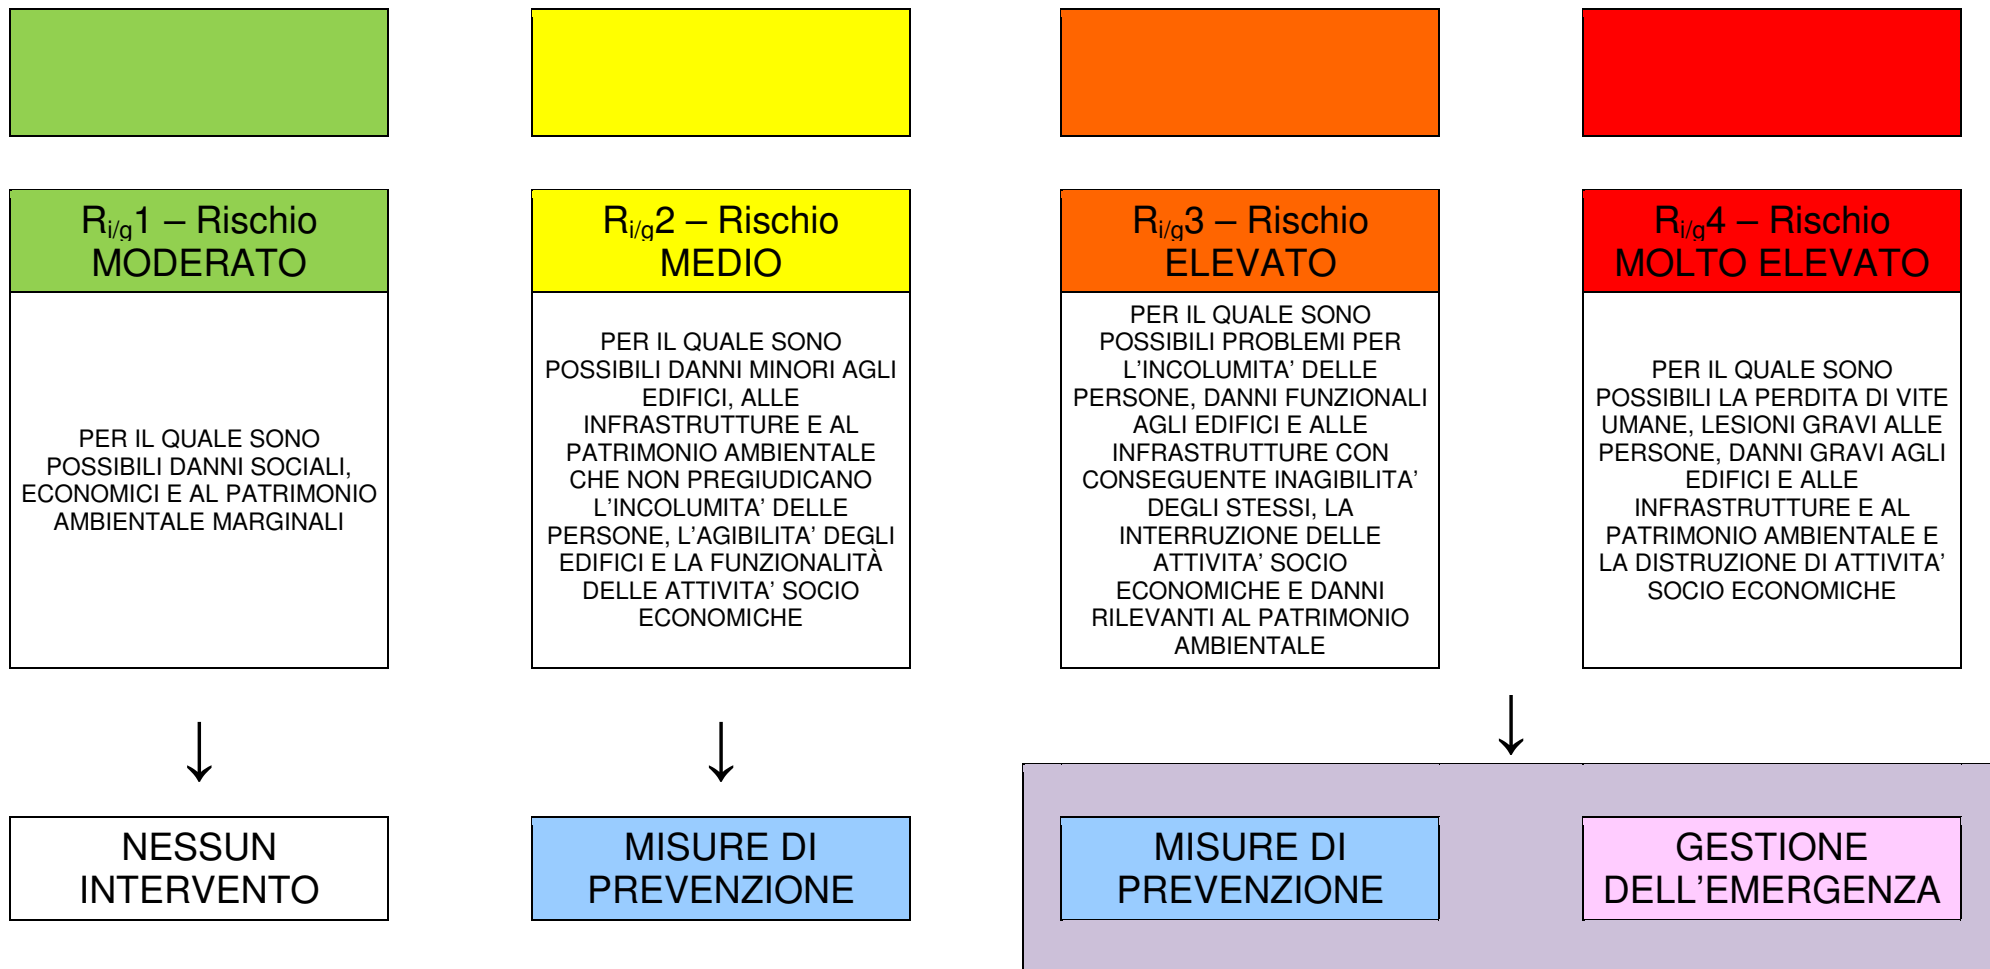 Ri/g1 – Rischio
MODERATO
PER IL QUALE SONO
POSSIBILI DANNI SOCIALI,
ECONOMICI E AL PATRIMONIO
AMBIENTALE MARGINALI
NESSUN
INTERVENTO
Ri/g2 – Rischio
MEDIO
PER IL QUALE SONO
POSSIBILI DANNI MINORI AGLI
EDIFICI, ALLE
INFRASTRUTTURE E AL
PATRIMONIO AMBIENTALE
CHE NON PREGIUDICANO
L'INCOLUMITA' DELLE
PERSONE, L'AGIBILITA' DEGLI
EDIFICI E LA FUNZIONALITÀ
DELLE ATTIVITA' SOCIO
ECONOMICHE
MISURE DI
PREVENZIONE
Ri/g3 – Rischio
ELEVATO
PER IL QUALE SONO
POSSIBILI PROBLEMI PER
L'INCOLUMITA' DELLE
PERSONE, DANNI FUNZIONALI
AGLI EDIFICI E ALLE
INFRASTRUTTURE CON
CONSEGUENTE INAGIBILITA'
DEGLI STESSI, LA
INTERRUZIONE DELLE
ATTIVITA' SOCIO
ECONOMICHE E DANNI
RILEVANTI AL PATRIMONIO
AMBIENTALE
MISURE DI
PREVENZIONE
Ri/g4 – Rischio
MOLTO ELEVATO
PER IL QUALE SONO
POSSIBILI LA PERDITA DI VITE
UMANE, LESIONI GRAVI ALLE
PERSONE, DANNI GRAVI AGLI
EDIFICI E ALLE
INFRASTRUTTURE E AL
PATRIMONIO AMBIENTALE E
LA DISTRUZIONE DI ATTIVITA'
SOCIO ECONOMICHE
GESTIONE
DELL'EMERGENZA